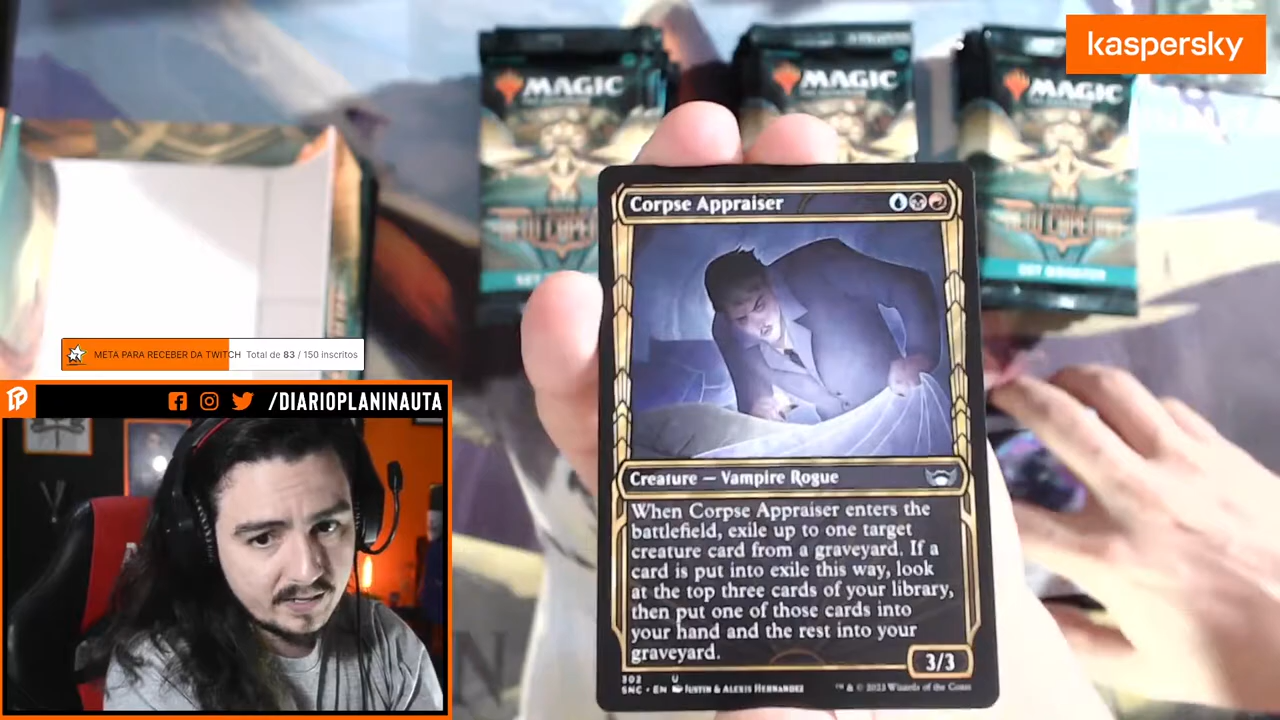 kaspersky
MAGIC
MAGIC
MAGIC
SET BOOSTER
META PARA RECEBER DA TWITCH Total de 83 / 150 inscritos
/DIARIOPLANINAUTA
Corpse Appraiser
Creature — Vampire Rogue
When Corpse Appraiser enters the
battlefield, exile up to one target
creature card from a graveyard. If a
card is put into exile this way, look
at the top three cards of your library,
then put one of those cards into
your hand and the rest into your
graveyard.
3/3
302 U
SNC • EN JUSTIN & ALEXIS HERNANDEZ
™ & © 2022 Wizards of the Coast